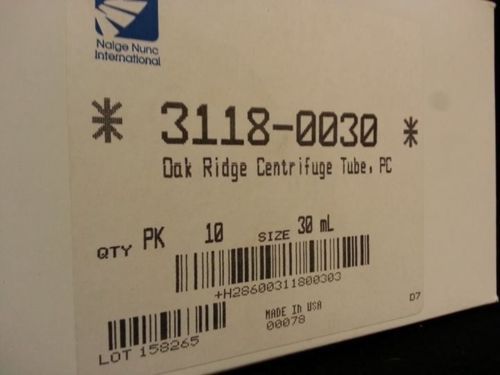 Nalge Nunc
International
* 3118-0030 *
Oak Ridge Centrifuge Tube, PC
QTY PK 10 SIZE 30 mL
+H28600311800303
LOT 158265
MADE IN USA
00078
D7